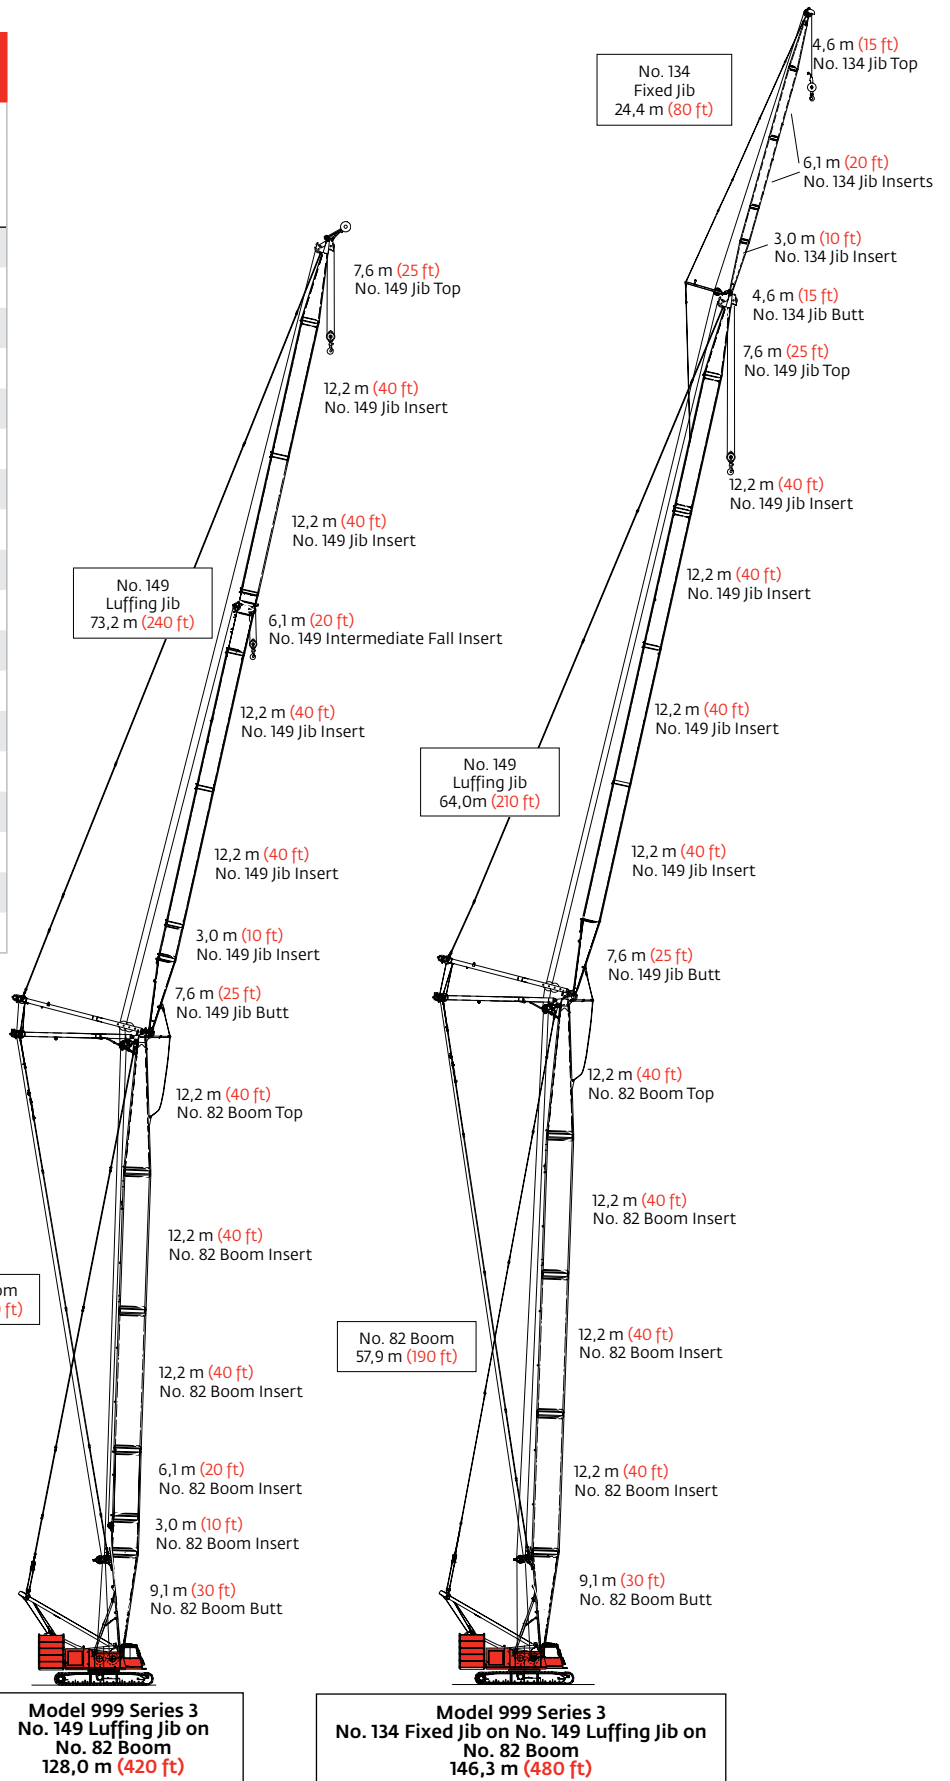 7,6 m (25 ft)
No. 149 Jib Top
12,2 m (40 ft)
No. 149 Jib Insert
12,2 m (40 ft)
No. 149 Jib Insert
No. 149
Luffing Jib
73,2 m (240 ft)
6,1 m (20 ft)
No. 149 Intermediate Fall Insert
12,2 m (40 ft)
No. 149 Jib Insert
12,2 m (40 ft)
No. 149 Jib Insert
3,0 m (10 ft)
No. 149 Jib Insert
7,6 m (25 ft)
No. 149 Jib Butt
12,2 m (40 ft)
No. 82 Boom Top
12,2 m (40 ft)
No. 82 Boom Insert
om
ft)
12,2 m (40 ft)
No. 82 Boom Insert
6,1 m (20 ft)
No. 82 Boom Insert
3,0 m (10 ft)
No. 82 Boom Insert
9,1 m (30 ft)
No. 82 Boom Butt
Model 999 Series 3
No. 149 Luffing Jib on
No. 82 Boom
128,0 m (420 ft)
4,6 m (15 ft)
No. 134 Jib Top
No. 134
Fixed Jib
24,4 m (80 ft)
6,1 m (20 ft)
No. 134 Jib Inserts
3,0 m (10 ft)
No. 134 Jib Insert
4,6 m (15 ft)
No. 134 Jib Butt
7,6 m (25 ft)
No. 149 Jib Top
12,2 m (40 ft)
No. 149 Jib Insert
12,2 m (40 ft)
No. 149 Jib Insert
12,2 m (40 ft)
No. 149 Jib Insert
No. 149
Luffing Jib
64,0m (210 ft)
12,2 m (40 ft)
No. 149 Jib Insert
7,6 m (25 ft)
No. 149 Jib Butt
12,2 m (40 ft)
No. 82 Boom Top
12,2 m (40 ft)
No. 82 Boom Insert
12,2 m (40 ft)
No. 82 Boom Insert
No. 82 Boom
57,9 m (190 ft)
12,2 m (40 ft)
No. 82 Boom Insert
9,1 m (30 ft)
No. 82 Boom Butt
Model 999 Series 3
No. 134 Fixed Jib on No. 149 Luffing Jib on
No. 82 Boom
146,3 m (480 ft)